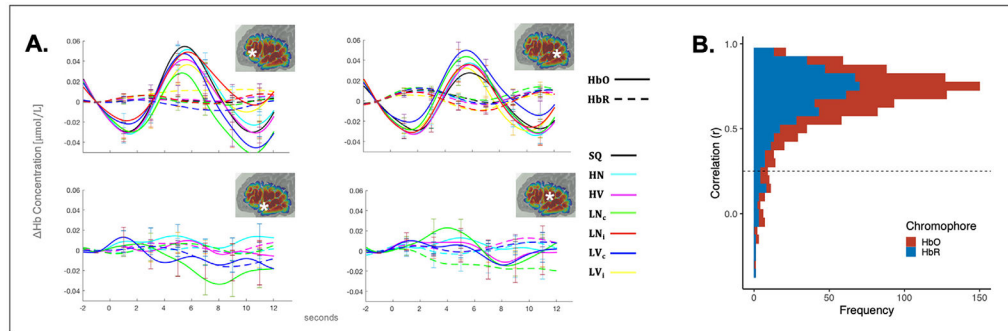 A.
0.06
0.04
0.02
0
-0.02
-0.04
0.06
0.04
0.02
0
-0.02
-0.04
HbO
HbR
SQ
HN
HV
LNc
LNi
LVc
LVi
ΔHb Concentration [μmol/L]
0.06
0.04
0.02
0
-0.02
-0.04
-2 0 2 4 6 8 10 12
0.06
0.04
0.02
0
-0.02
-0.04
-2 0 2 4 6 8 10 12
seconds
B.
1.0
0.5
0.0
Correlation (r)
Chromophore
HbO
HbR
0 50 100 150
Frequency